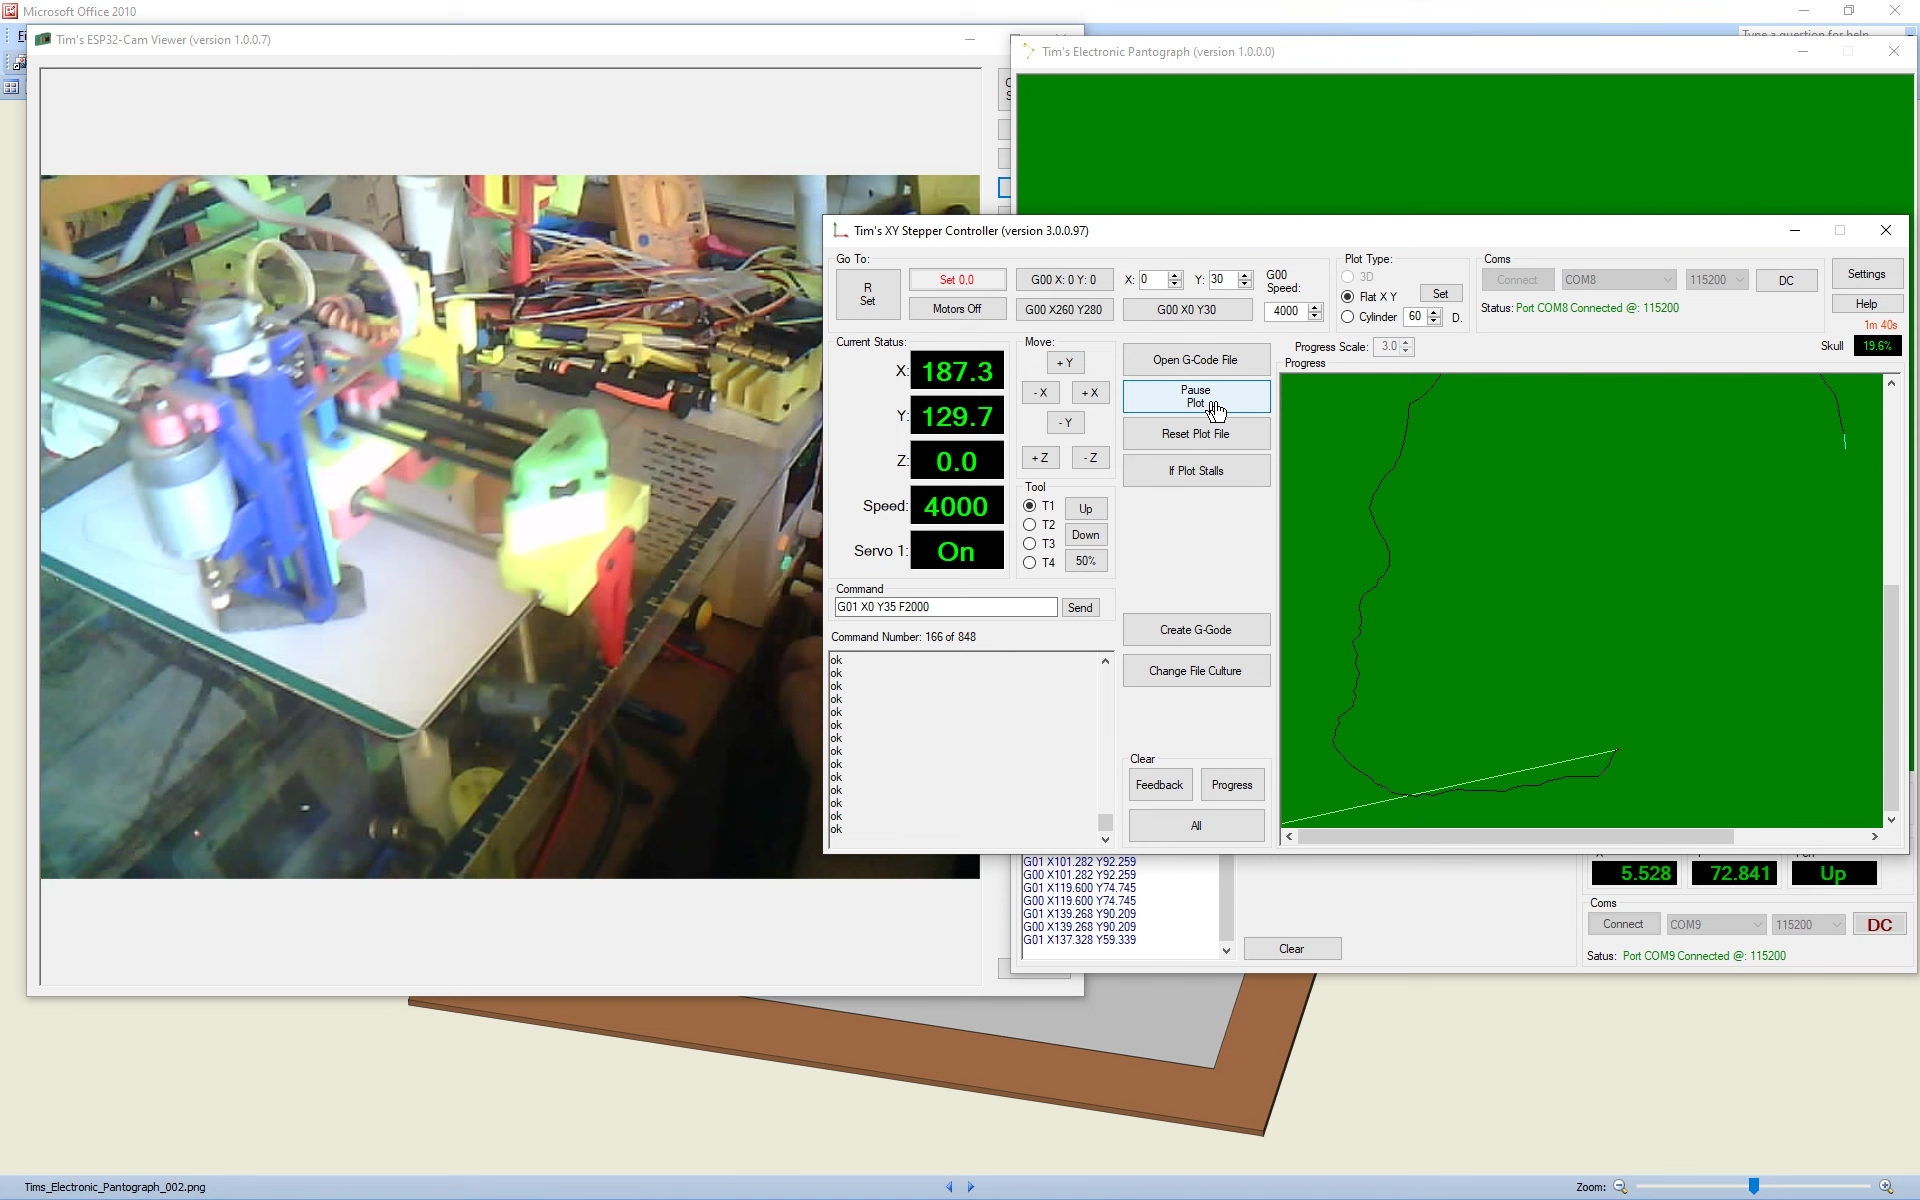 Microsoft Office 2010
Tim's ESP32-Cam Viewer (version 1.0.0.7)
Tim's Electronic Pantograph (version 1.0.0.0)
Tim's XY Stepper Controller (version 3.0.0.97)
Go To:
R
Set
Set 0,0
Motors Off
G00 X: 0 Y: 0
G00 X260 Y280
X: 0
Y: 30
G00 X0 Y30
G00
Speed:
4000
Plot Type:
3D
Flat X Y
Set
Cylinder
60
D.
Coms
Connect
COM8
115200
DC
Status: Port COM8 Connected @: 115200
Settings
Help
1m 40s
Skull
19.6%
Current Status:
X: 187.3
Y: 129.7
Z: 0.0
Speed: 4000
Servo 1: On
Move:
+ Y
- X
+ X
- Y
+ Z
- Z
Tool
T1
T2
T3
T4
Up
Down
50%
Open G-Code File
Pause
Plot
Reset Plot File
If Plot Stalls
Create G-Gode
Change File Culture
Progress Scale: 3.0
Progress
Command
G01 X0 Y35 F2000
Send
Command Number: 166 of 848
ok
ok
ok
ok
ok
ok
ok
ok
ok
ok
ok
ok
ok
ok
Clear
Feedback
Progress
All
G01 X101.282 Y92.259
G00 X101.282 Y92.259
G01 X119.600 Y74.745
G00 X119.600 Y74.745
G01 X139.268 Y90.209
G00 X139.268 Y90.209
G01 X137.328 Y59.339
Clear
5.528
72.841
Up
Coms
Connect
COM9
115200
DC
Satus: Port COM9 Connected @: 115200
Tims_Electronic_Pantograph_002.png
Zoom: